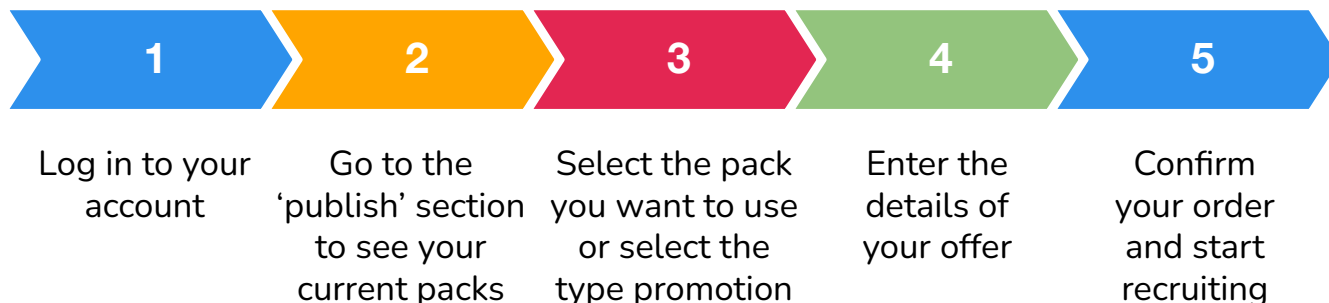 1
2
3
4
5
Log in to your
account
Go to the
‘publish’ section
to see your
current packs
Select the pack
you want to use
or select the
type promotion
Enter the
details of
your offer
Confirm
your order
and start
recruiting